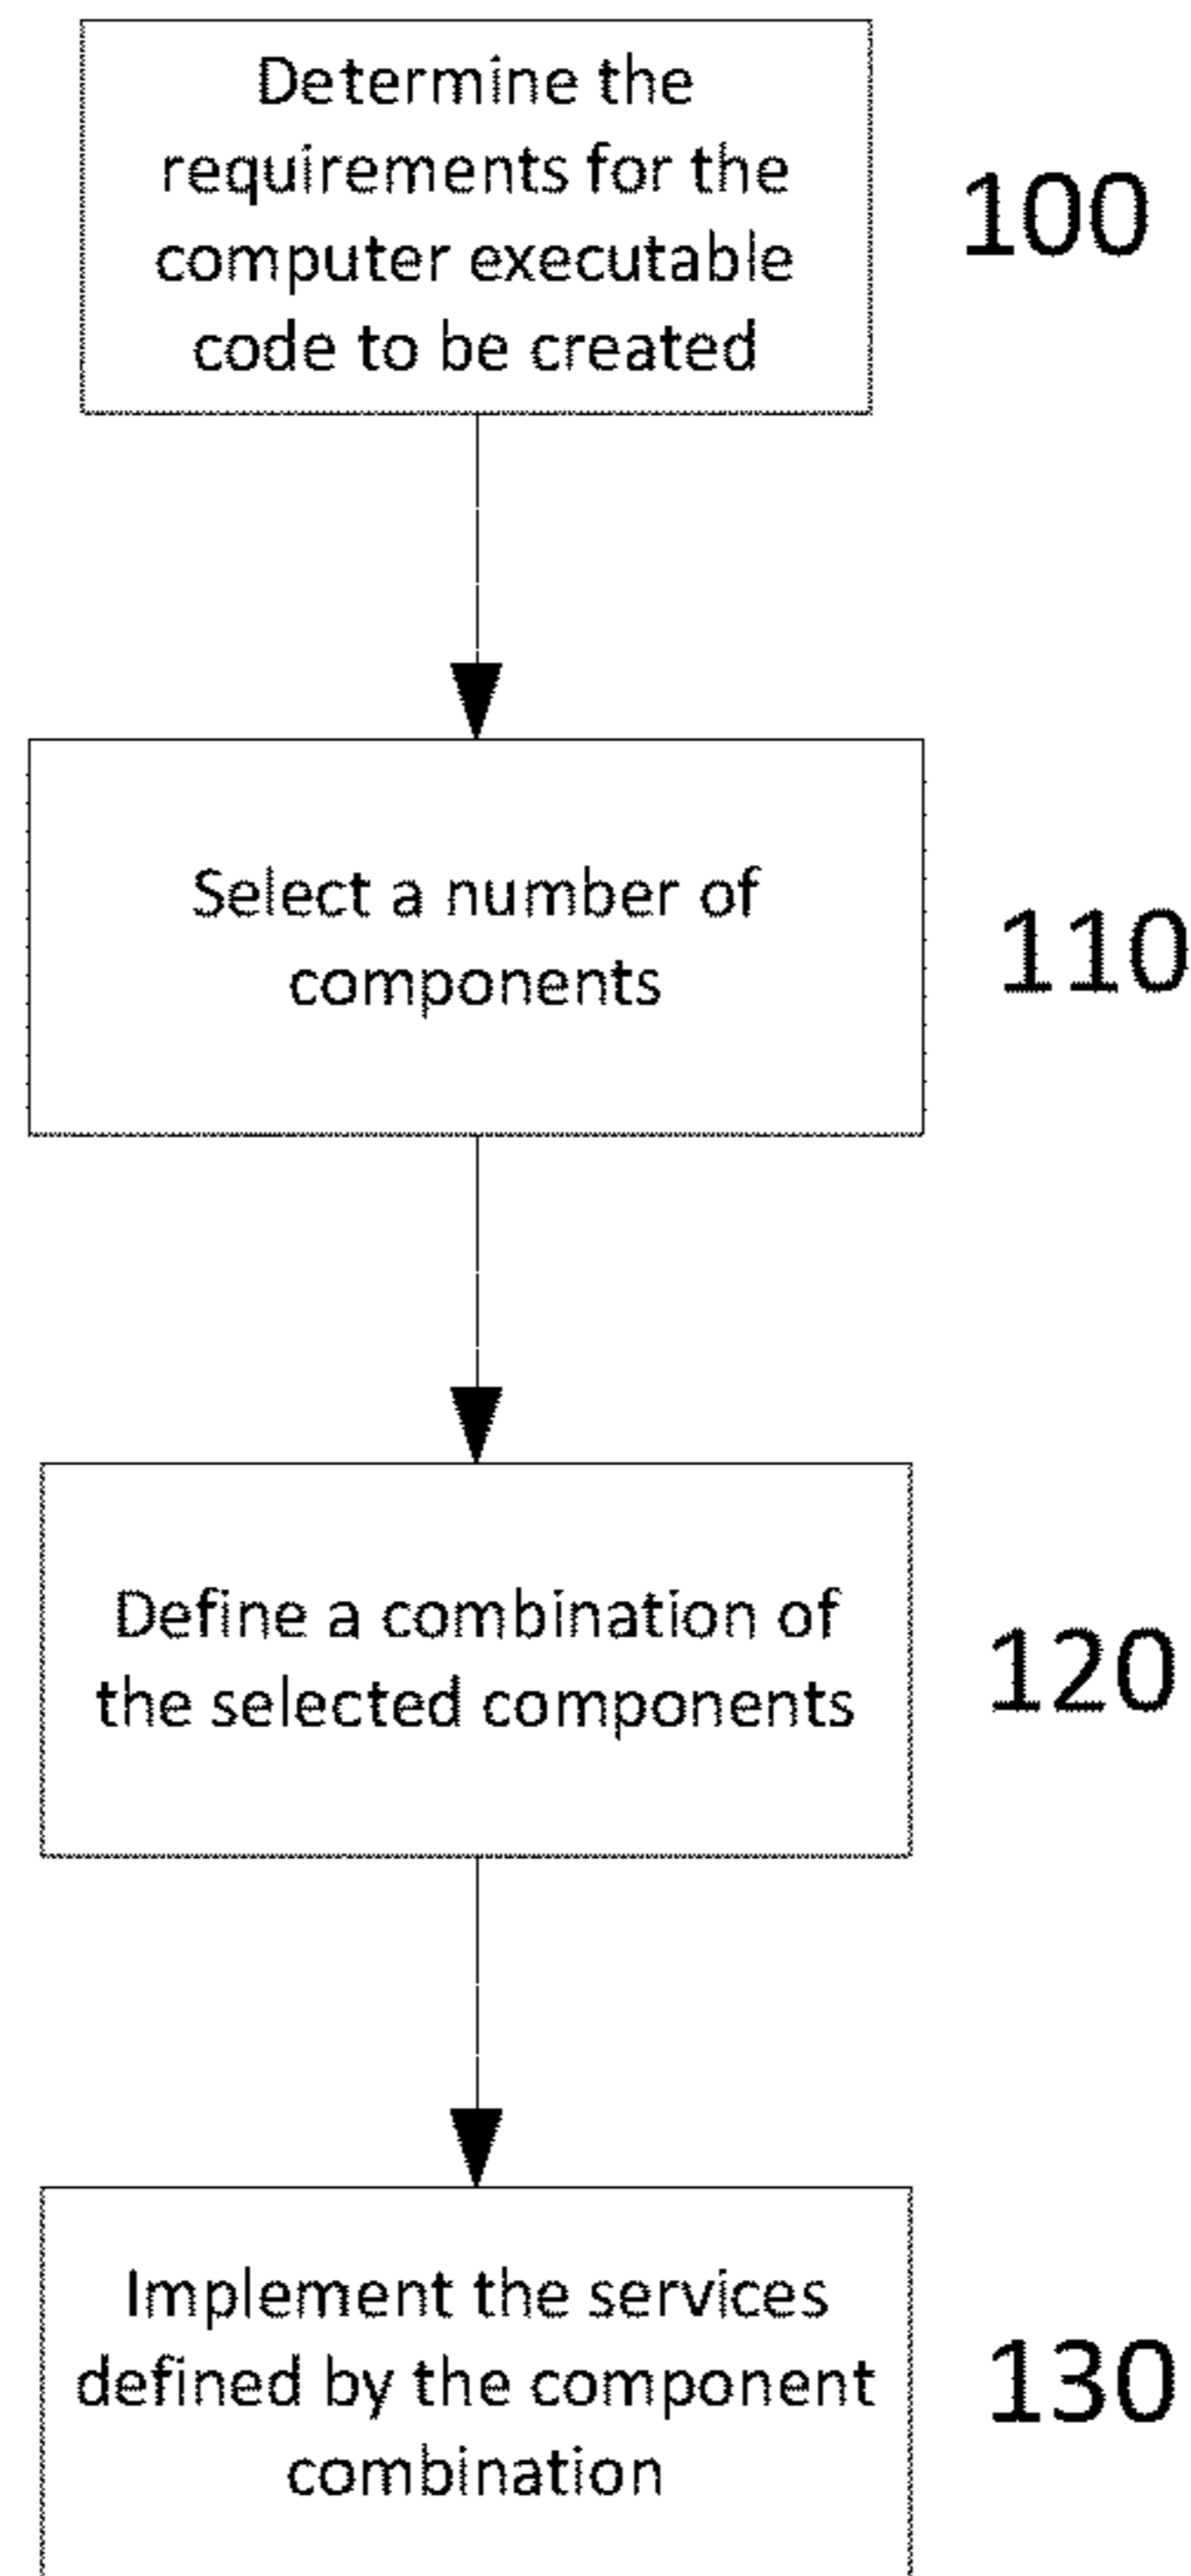 Determine the
requirements for the
computer executable
code to be created
100
Select a number of
components
110
Define a combination of
the selected components
120
Implement the services
defined by the component
combination
130